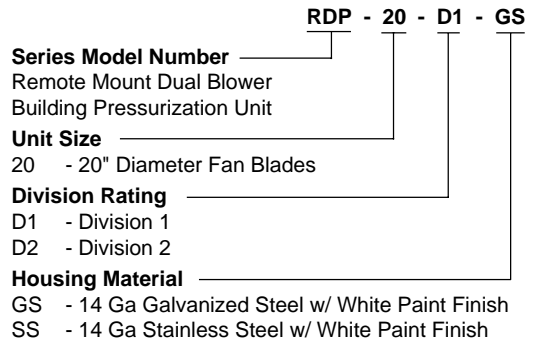 RDP - 20 - D1 - GS
Series Model Number
Remote Mount Dual Blower
Building Pressurization Unit
Unit Size
20 - 20" Diameter Fan Blades
Division Rating
D1 - Division 1
D2 - Division 2
Housing Material
GS - 14 Ga Galvanized Steel w/ White Paint Finish
SS - 14 Ga Stainless Steel w/ White Paint Finish